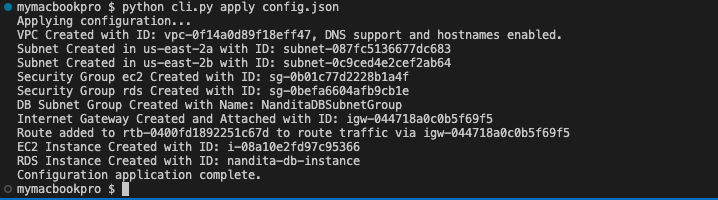 mymacbookpro $ python cli.py apply config.json
Applying configuration...
VPC Created with ID: vpc-0f14a0d89f18eff47, DNS support and hostnames enabled.
Subnet Created in us-east-2a with ID: subnet-087fc5136677dc683
Subnet Created in us-east-2b with ID: subnet-0c9ced4e2cef2ab64
Security Group ec2 Created with ID: sg-0b01c77d2228b1a4f
Security Group rds Created with ID: sg-0befa6604afb9cb1e
DB Subnet Group Created with Name: NanditaDBSubnetGroup
Internet Gateway Created and Attached with ID: igw-044718a0c0b5f69f5
Route added to rtb-0400fd1892251c67d to route traffic via igw-044718a0c0b5f69f5
EC2 Instance Created with ID: i-08a10e2fd97c95366
RDS Instance Created with ID: nandita-db-instance
Configuration application complete.
mymacbookpro $